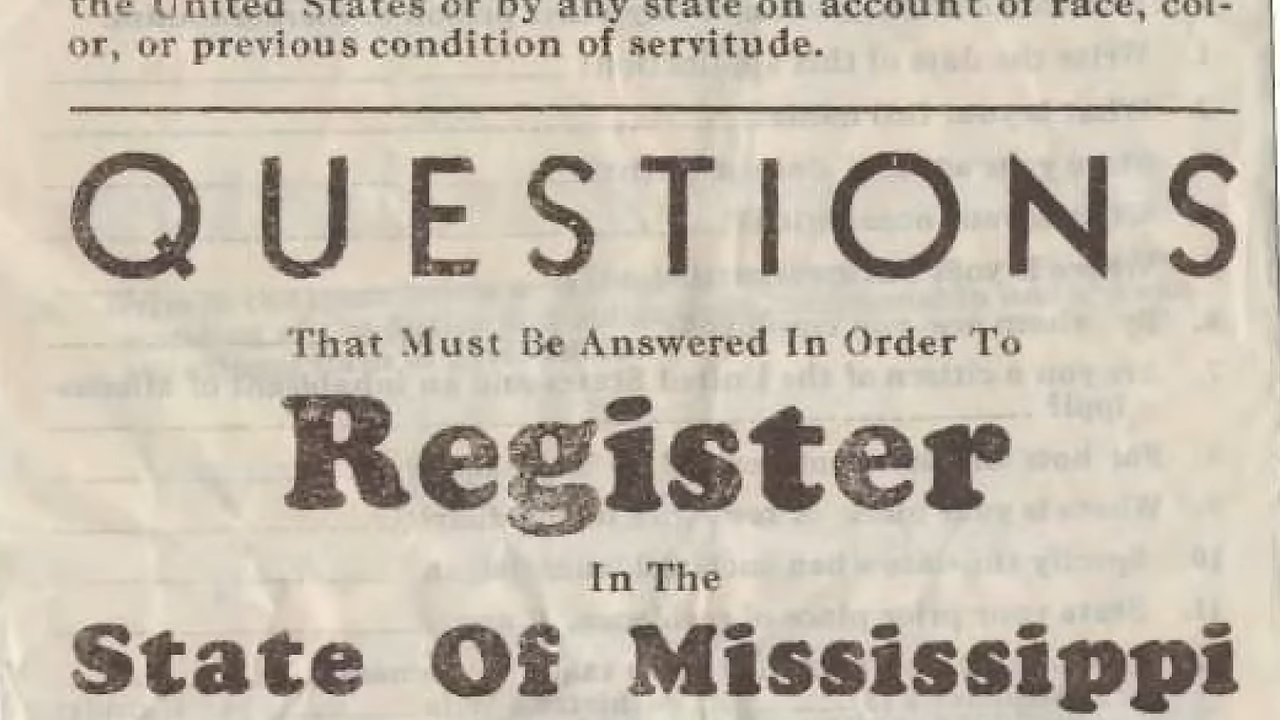 the United States or by any state on account of race, col-
or, or previous condition of servitude.
QUESTIONS
That Must Be Answered In Order To
Register
In The
State Of Mississippi